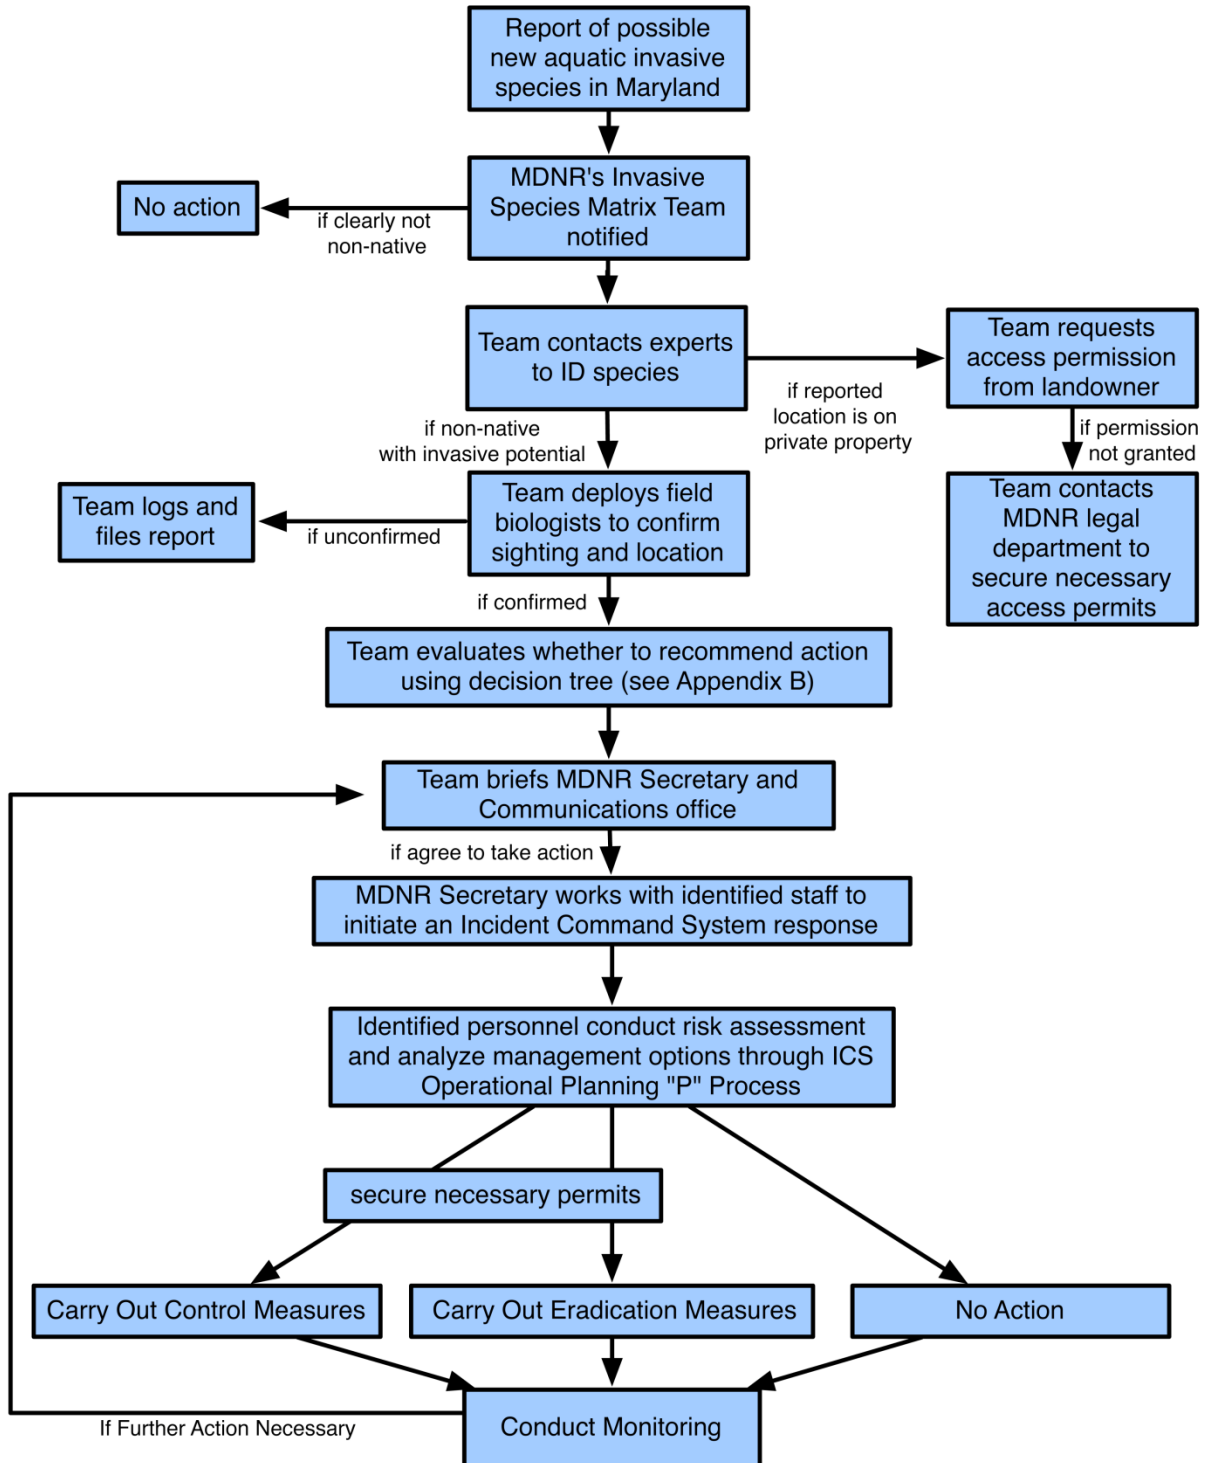 Report of possible
new aquatic invasive
species in Maryland
MDNR's Invasive
Species Matrix Team
notified
No action
if clearly not
non-native
Team contacts experts
to ID species
if reported
location is on
private property
Team requests
access permission
from landowner
if permission
not granted
Team contacts
MDNR legal
department to
secure necessary
access permits
if non-native
with invasive potential
Team deploys field
biologists to confirm
sighting and location
if unconfirmed
Team logs and
files report
if confirmed
Team evaluates whether to recommend action
using decision tree (see Appendix B)
Team briefs MDNR Secretary and
Communications office
if agree to take action
MDNR Secretary works with identified staff to
initiate an Incident Command System response
Identified personnel conduct risk assessment
and analyze management options through ICS
Operational Planning "P" Process
secure necessary permits
Carry Out Control Measures
Carry Out Eradication Measures
No Action
Conduct Monitoring
If Further Action Necessary